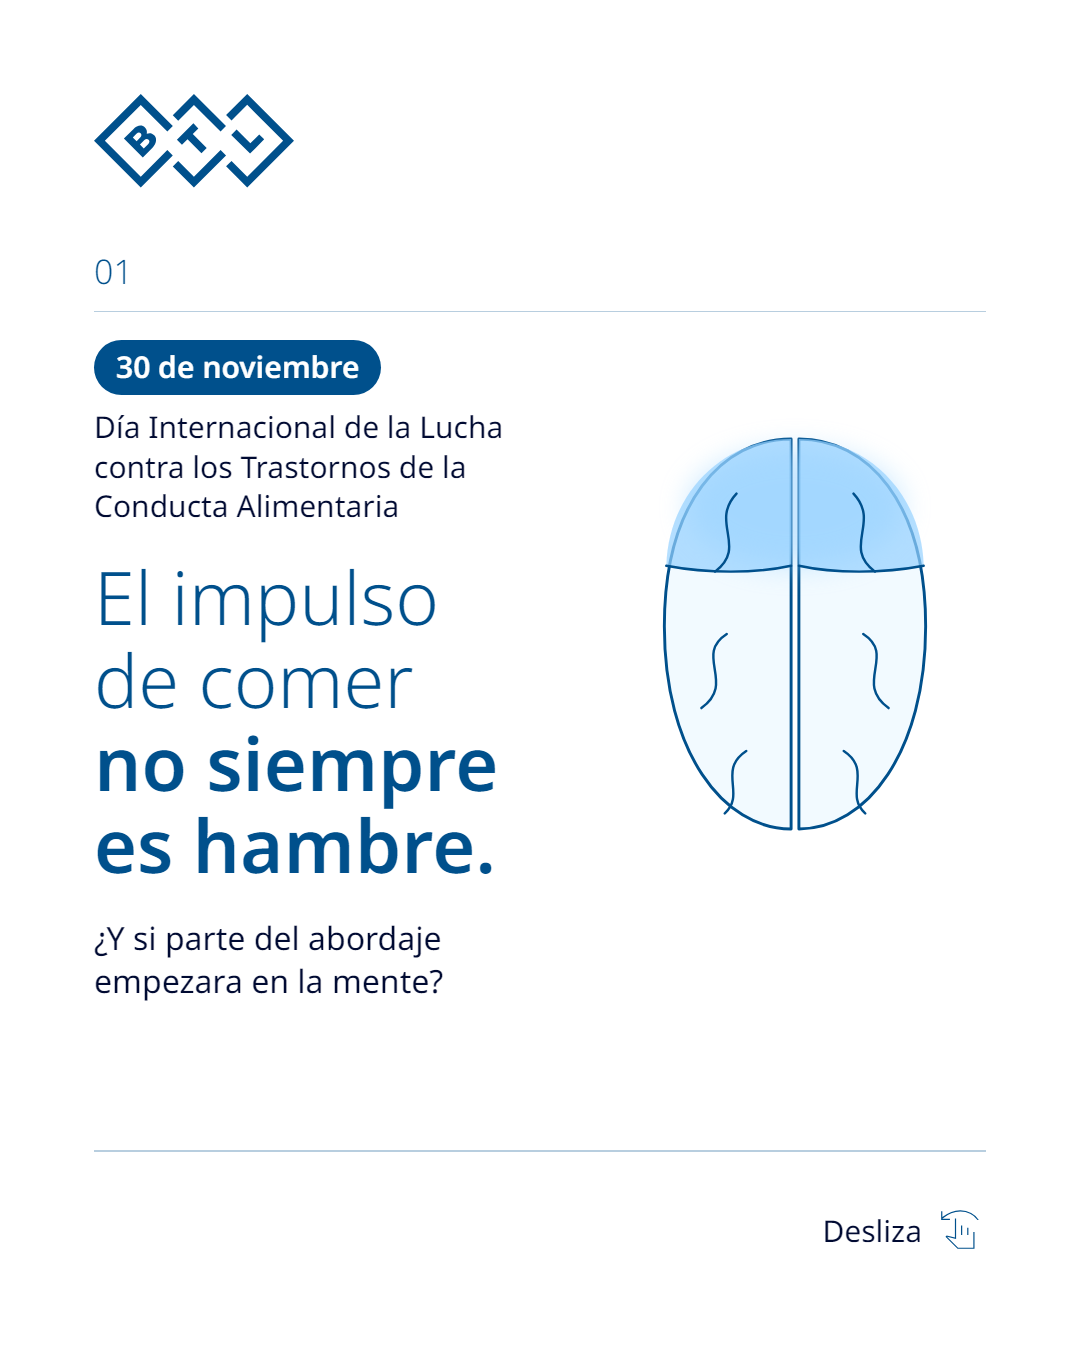 BTL
01
30 de noviembre
Día Internacional de la Lucha
contra los Trastornos de la
Conducta Alimentaria
El impulso
de comer
no siempre
es hambre.
¿Y si parte del abordaje
empezara en la mente?
Desliza